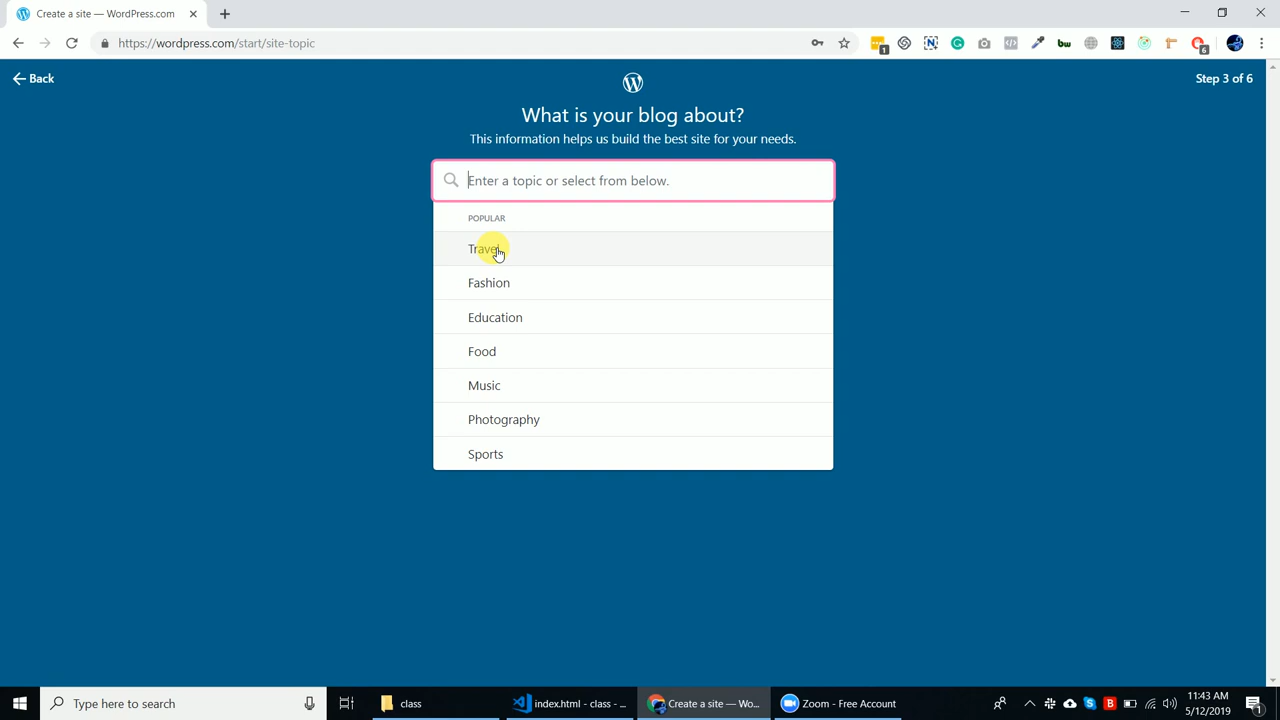 Create a site — WordPress.com
https://wordpress.com/start/site-topic
1
6
Back
Step 3 of 6
What is your blog about?
This information helps us build the best site for your needs.
Enter a topic or select from below.
POPULAR
Travel
Fashion
Education
Food
Music
Photography
Sports
Type here to search
class
index.html - class - ...
Create a site — Wo...
Zoom - Free Account
11:43 AM
5/12/2019
1